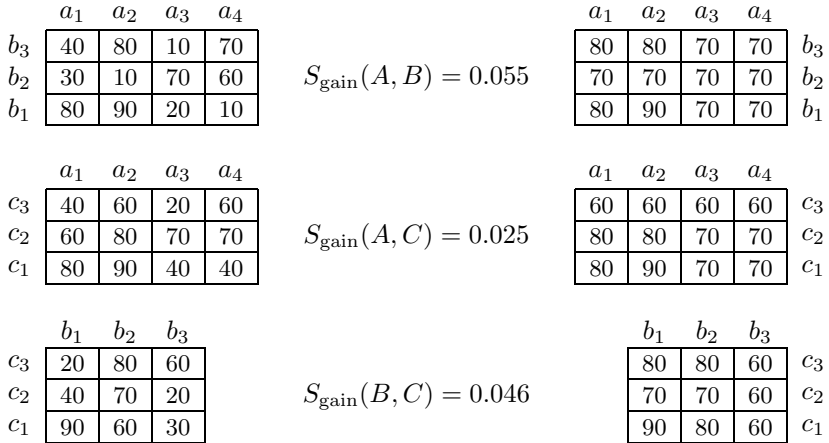 a₁ a₂ a₃ a₄ a₁ a₂ a₃ a₄
b₃ 40 80 10 70 80 80 70 70 b₃
b₂ 30 10 70 60 S_gain(A, B) = 0.055 70 70 70 70 b₂
b₁ 80 90 20 10 80 90 70 70 b₁
a₁ a₂ a₃ a₄ a₁ a₂ a₃ a₄
c₃ 40 60 20 60 60 60 60 60 c₃
c₂ 60 80 70 70 S_gain(A, C) = 0.025 80 80 70 70 c₂
c₁ 80 90 40 40 80 90 70 70 c₁
b₁ b₂ b₃ b₁ b₂ b₃
c₃ 20 80 60 80 80 60 c₃
c₂ 40 70 20 S_gain(B, C) = 0.046 70 70 60 c₂
c₁ 90 60 30 90 80 60 c₁